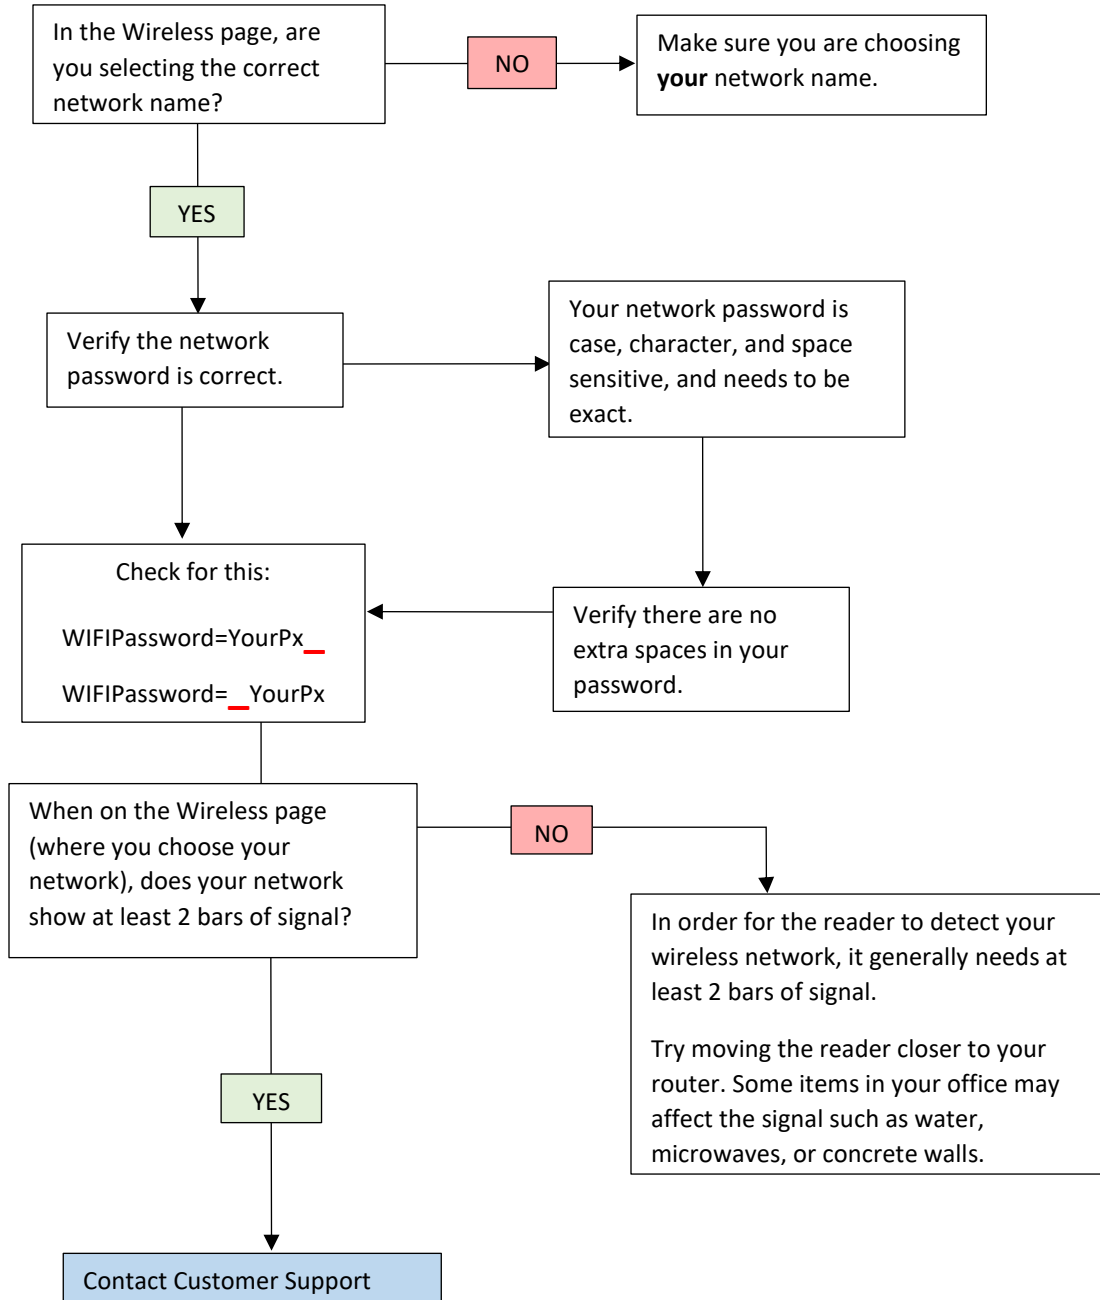 In the Wireless page, are
you selecting the correct
network name?
NO
Make sure you are choosing
your network name.
YES
Verify the network
password is correct.
Your network password is
case, character, and space
sensitive, and needs to be
exact.
Check for this:
WIFIPassword=YourPx_
WIFIPassword=_YourPx
Verify there are no
extra spaces in your
password.
When on the Wireless page
(where you choose your
network), does your network
show at least 2 bars of signal?
NO
In order for the reader to detect your
wireless network, it generally needs at
least 2 bars of signal.
Try moving the reader closer to your
router. Some items in your office may
affect the signal such as water,
microwaves, or concrete walls.
YES
Contact Customer Support